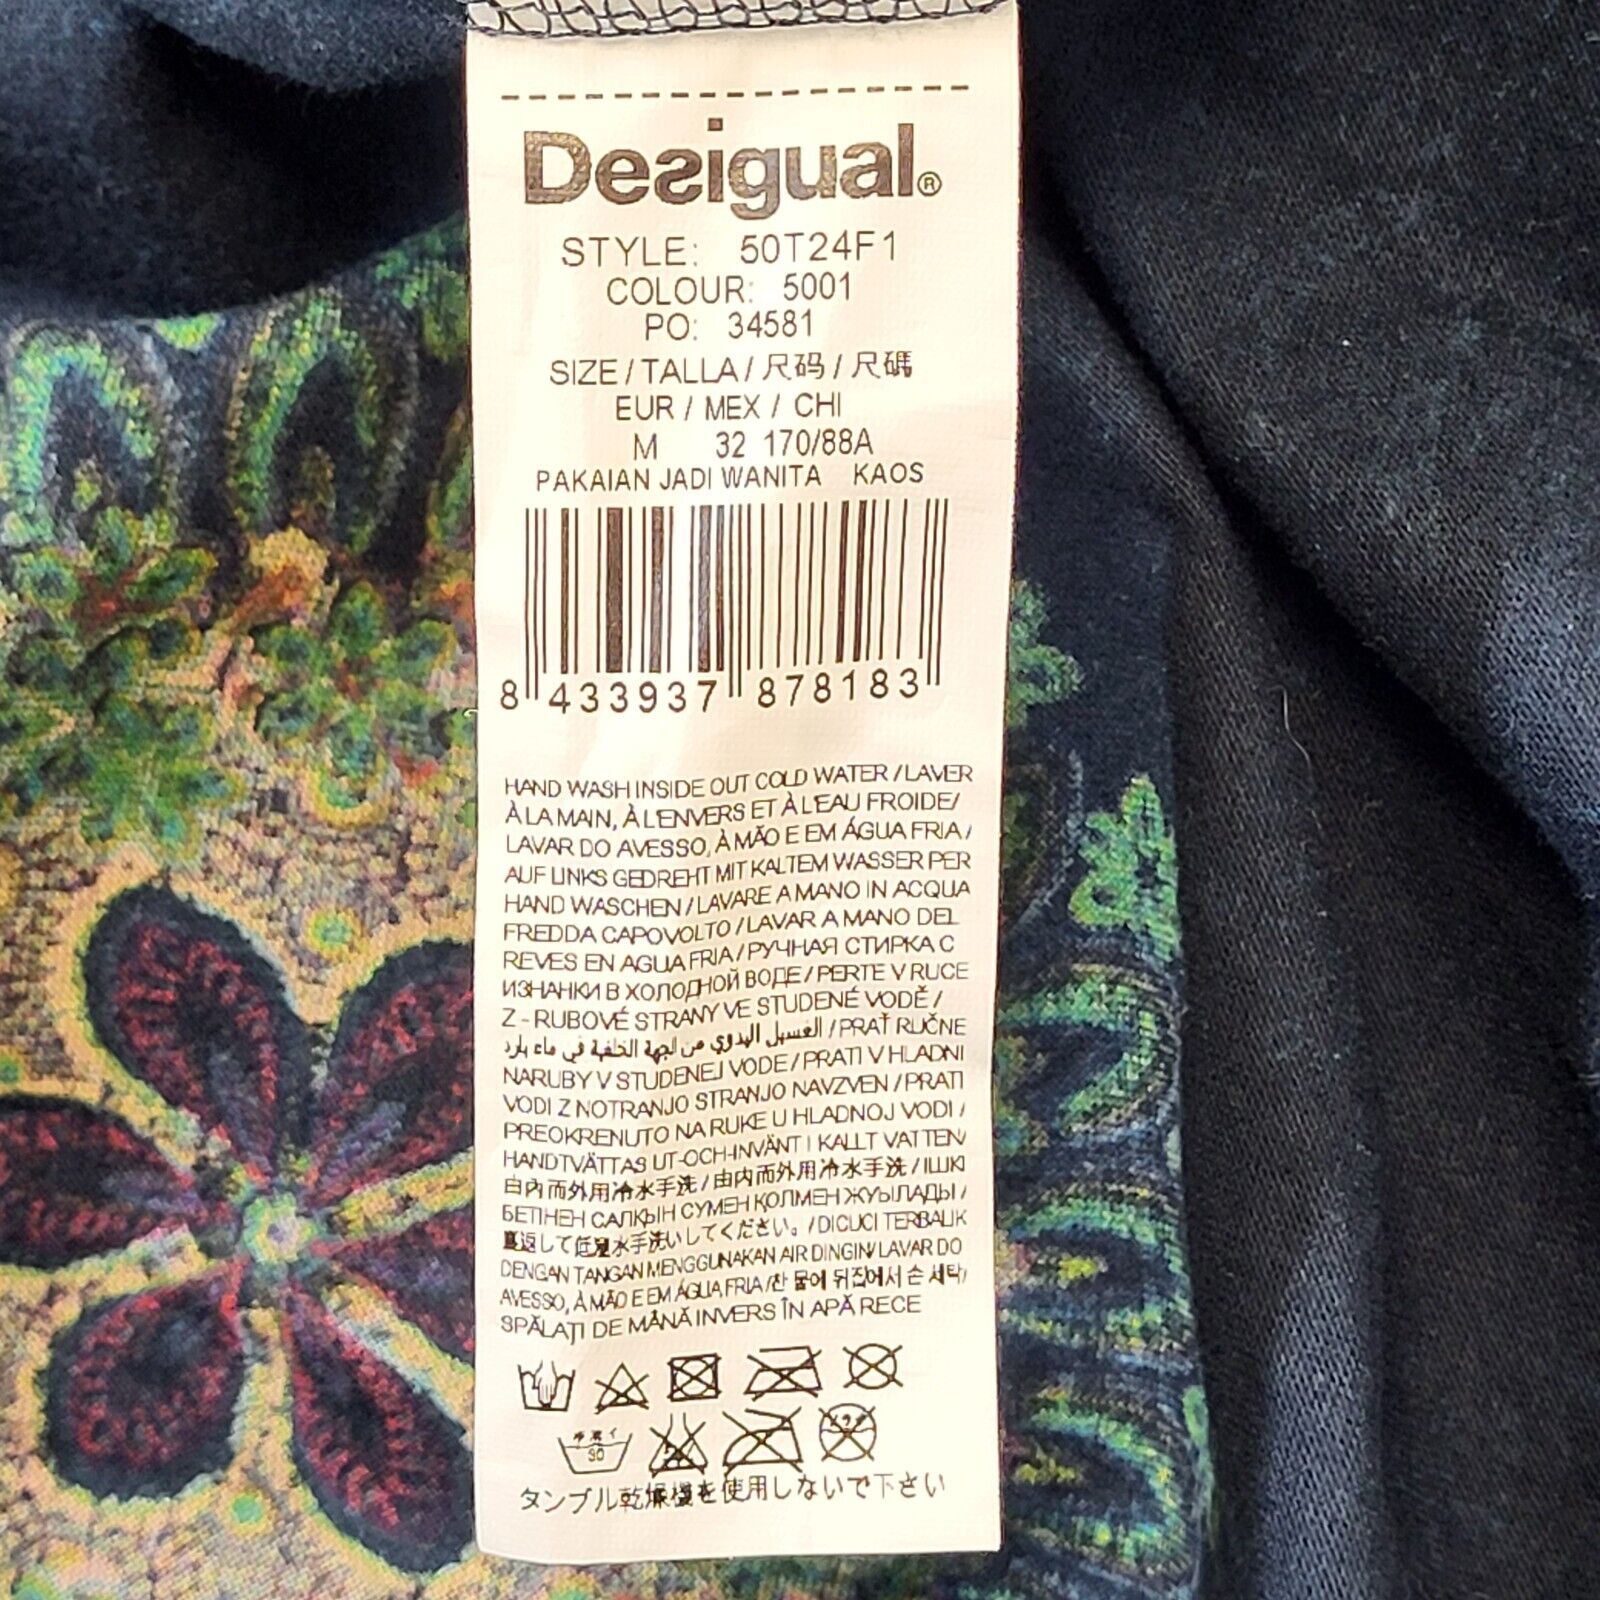 Desigual®
STYLE: 50T24F1
COLOUR: 5001
PO: 34581
SIZE / TALLA / 尺码 / 尺碼
EUR / MEX / CHI
M 32 170/88A
PAKAIAN JADI WANITA KAOS
8 433937 878183
HAND WASH INSIDE OUT COLD WATER / LAVER
À LA MAIN, À L'ENVERS ET À L'EAU FROIDE/
LAVAR DO AVESSO, À MÃO E EM ÁGUA FRIA /
AUF LINKS GEDREHT MIT KALTEM WASSER PER
HAND WASCHEN / LAVARE A MANO IN ACQUA
FREDDA CAPOVOLTO / LAVAR A MANO DEL
REVES EN AGUA FRIA / РУЧНАЯ СТИРКА С
ИЗНАНКИ В ХОЛОДНОЙ ВОДЕ / PERTE V RUCE
Z - RUBOVÉ STRANY VE STUDENÉ VODĚ /
الغسيل اليدوي من الجهة الخلفية في ماء بارد / PRAŤ RUČNE
NARUBY V STUDENEJ VODE / PRATI V HLADNI
VODI Z NOTRANJO STRANJO NAVZVEN / PRATI
PREOKRENUTO NA RUKE U HLADNOJ VODI /
HANDTVÄTTAS UT-OCH-INVÄNT I KALLT VATTEN/
由内而外用冷水手洗 / 由内而外用冷水手洗 / ІШКІ
БЕТІНЕН САЛҚЫН СУМЕН ҚОЛМЕН ЖУЫЛАДЫ /
裏返して低温水手洗いしてください。/ DICUCI TERBALIK
DENGAN TANGAN MENGGUNAKAN AIR DINGIN/ LAVAR DO
AVESSO, À MÃO E EM ÁGUA FRIA /찬 물에 뒤집에서 손 세탁/
SPĂLAȚI DE MÂNĂ INVERS ÎN APĂ RECE
30
タンブル乾燥機を使用しないで下さい